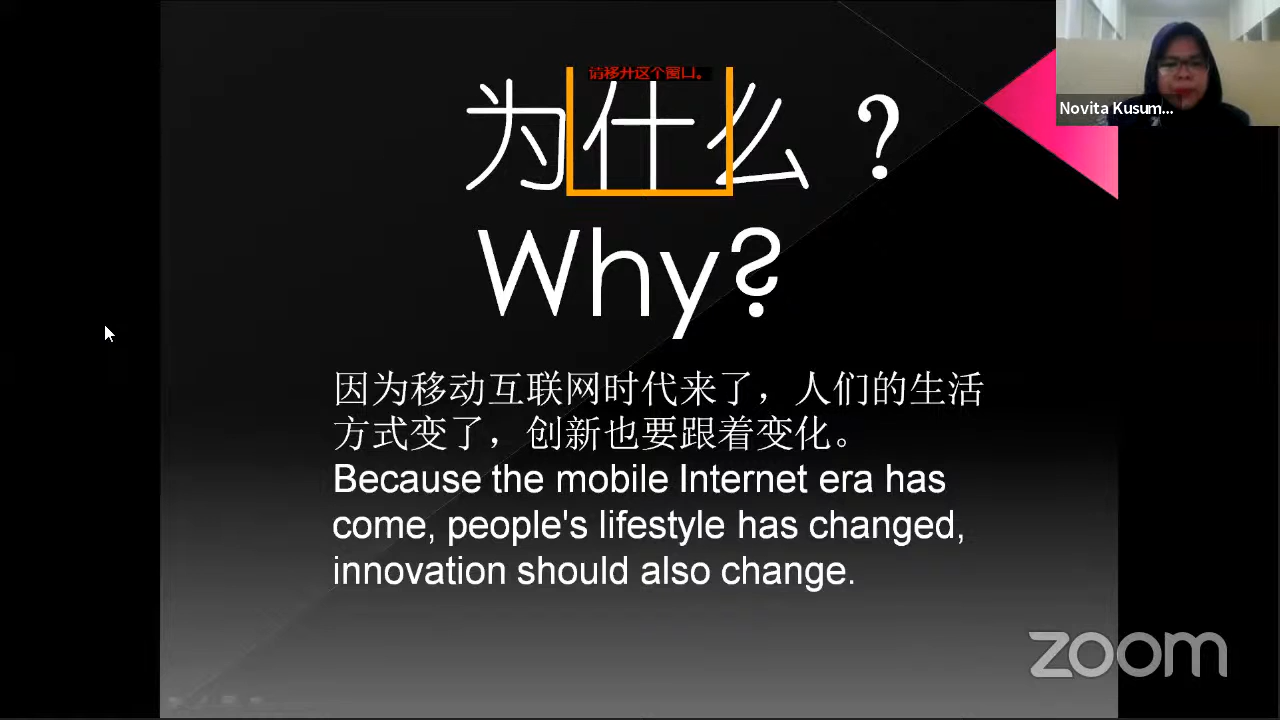 请移开这个窗口。
为什么？
Why?
因为移动互联网时代来了，人们的生活
方式变了，创新也要跟着变化。
Because the mobile Internet era has
come, people's lifestyle has changed,
innovation should also change.
Novita Kusum...
zoom